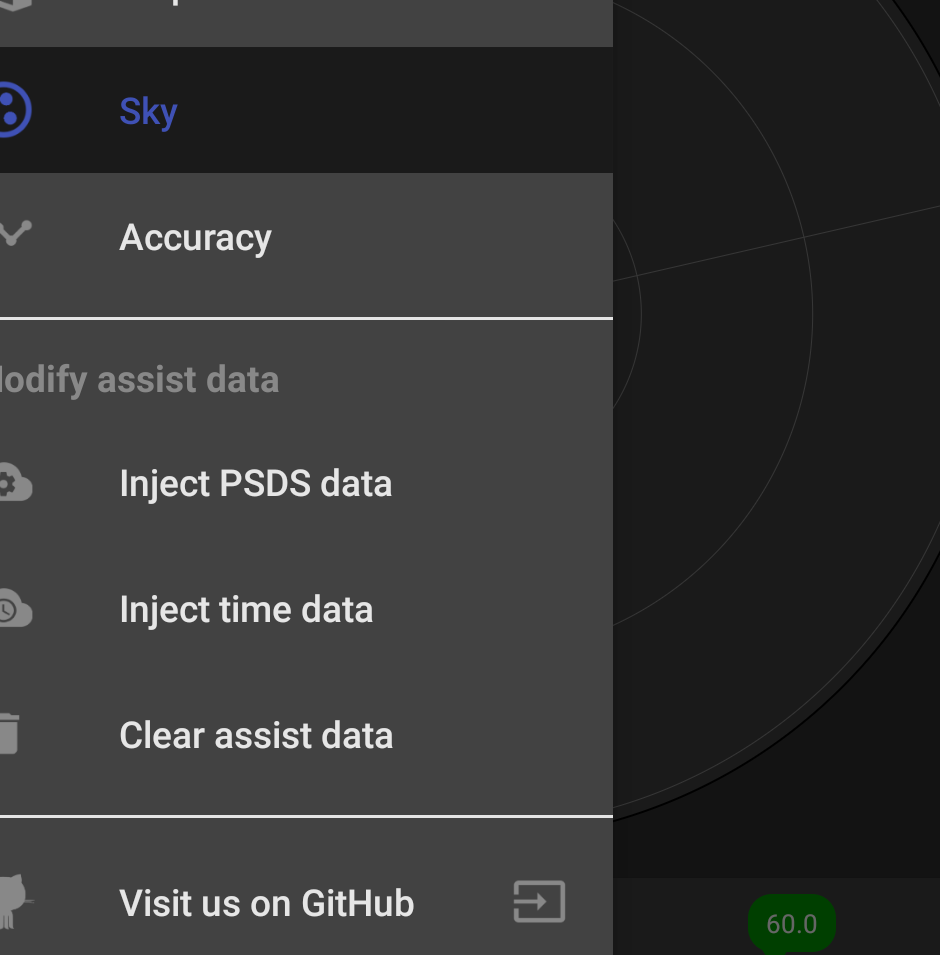 Sky
Accuracy
odify assist data
Inject PSDS data
Inject time data
Clear assist data
Visit us on GitHub
60.0